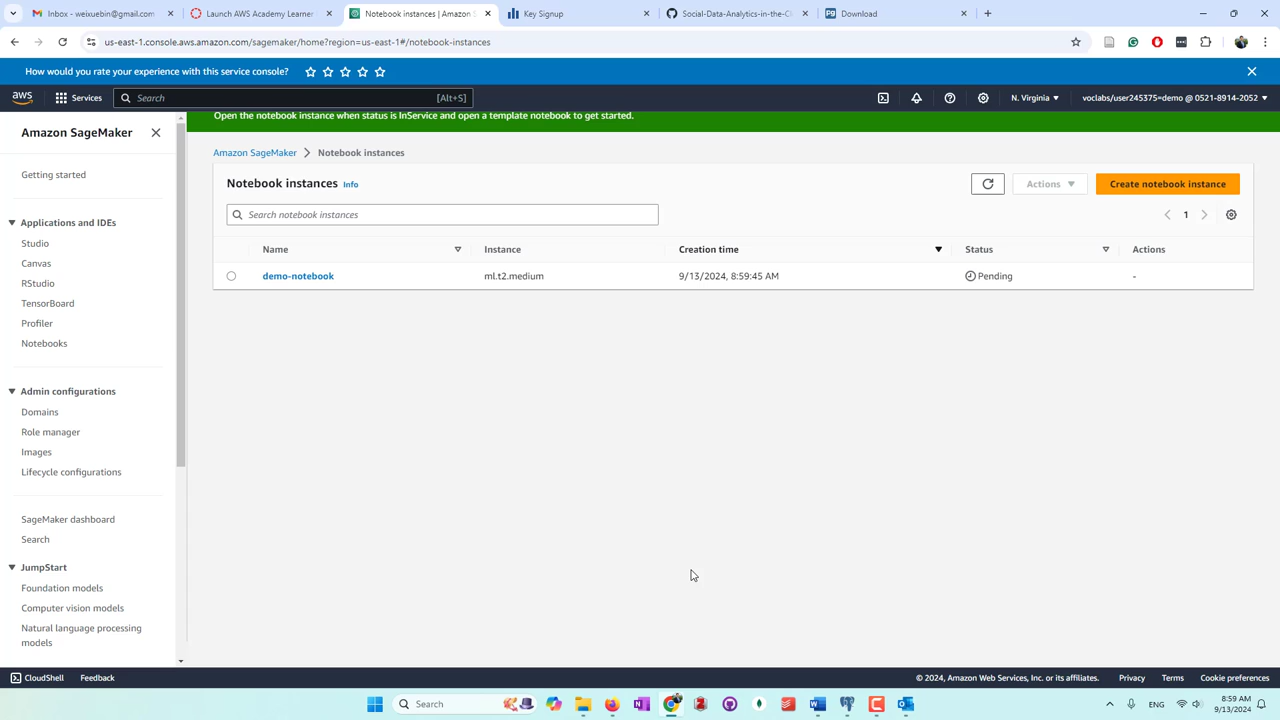 Inbox - weixuebin@gmail.com
Launch AWS Academy Learner
Notebook instances | Amazon S
Key Signup
Social-Data-Analytics-in-the-C
Download
us-east-1.console.aws.amazon.com/sagemaker/home?region=us-east-1#/notebook-instances
How would you rate your experience with this service console?
aws
Services
Search
[Alt+S]
N. Virginia
voclabs/user245375=demo @ 0521-8914-2052
Open the notebook instance when status is InService and open a template notebook to get started.
Amazon SageMaker
Getting started
Applications and IDEs
Studio
Canvas
RStudio
TensorBoard
Profiler
Notebooks
Admin configurations
Domains
Role manager
Images
Lifecycle configurations
SageMaker dashboard
Search
JumpStart
Foundation models
Computer vision models
Natural language processing
models
Amazon SageMaker > Notebook instances
Notebook instances Info
Actions
Create notebook instance
Search notebook instances
1
Name Instance Creation time Status Actions
demo-notebook ml.t2.medium 9/13/2024, 8:59:45 AM Pending -
CloudShell
Feedback
© 2024, Amazon Web Services, Inc. or its affiliates.
Privacy
Terms
Cookie preferences
Search
ENG
8:59 AM
9/13/2024